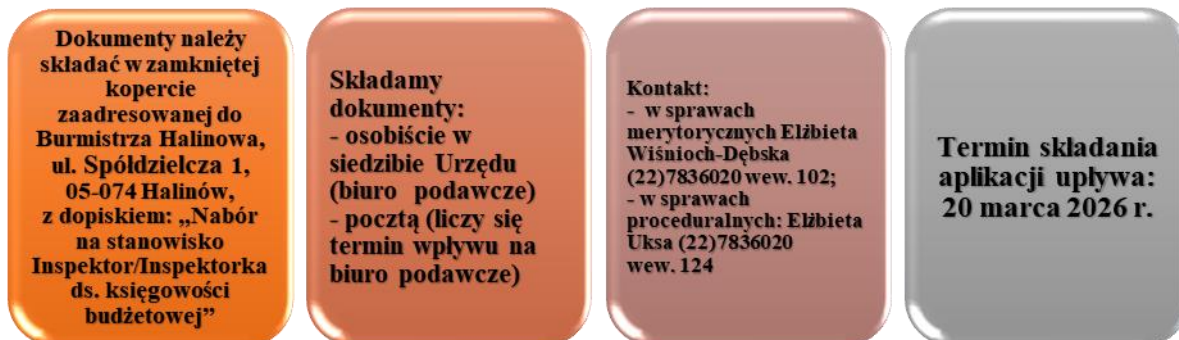 Dokumenty należy
składać w zamkniętej
kopercie
zaadresowanej do
Burmistrza Halinowa,
ul. Spółdzielcza 1,
05-074 Halinów,
z dopiskiem: „Nabór
na stanowisko
Inspektor/Inspektorka
ds. księgowości
budżetowej”
Składamy
dokumenty:
- osobiście w
siedzibie Urzędu
(biuro podawcze)
- pocztą (liczy się
termin wpływu na
biuro podawcze)
Kontakt:
- w sprawach
merytorycznych Elżbieta
Wiśnioch-Dębska
(22)7836020 wew. 102;
- w sprawach
proceduralnych: Elżbieta
Uksa (22)7836020
wew. 124
Termin składania
aplikacji upływa:
20 marca 2026 r.